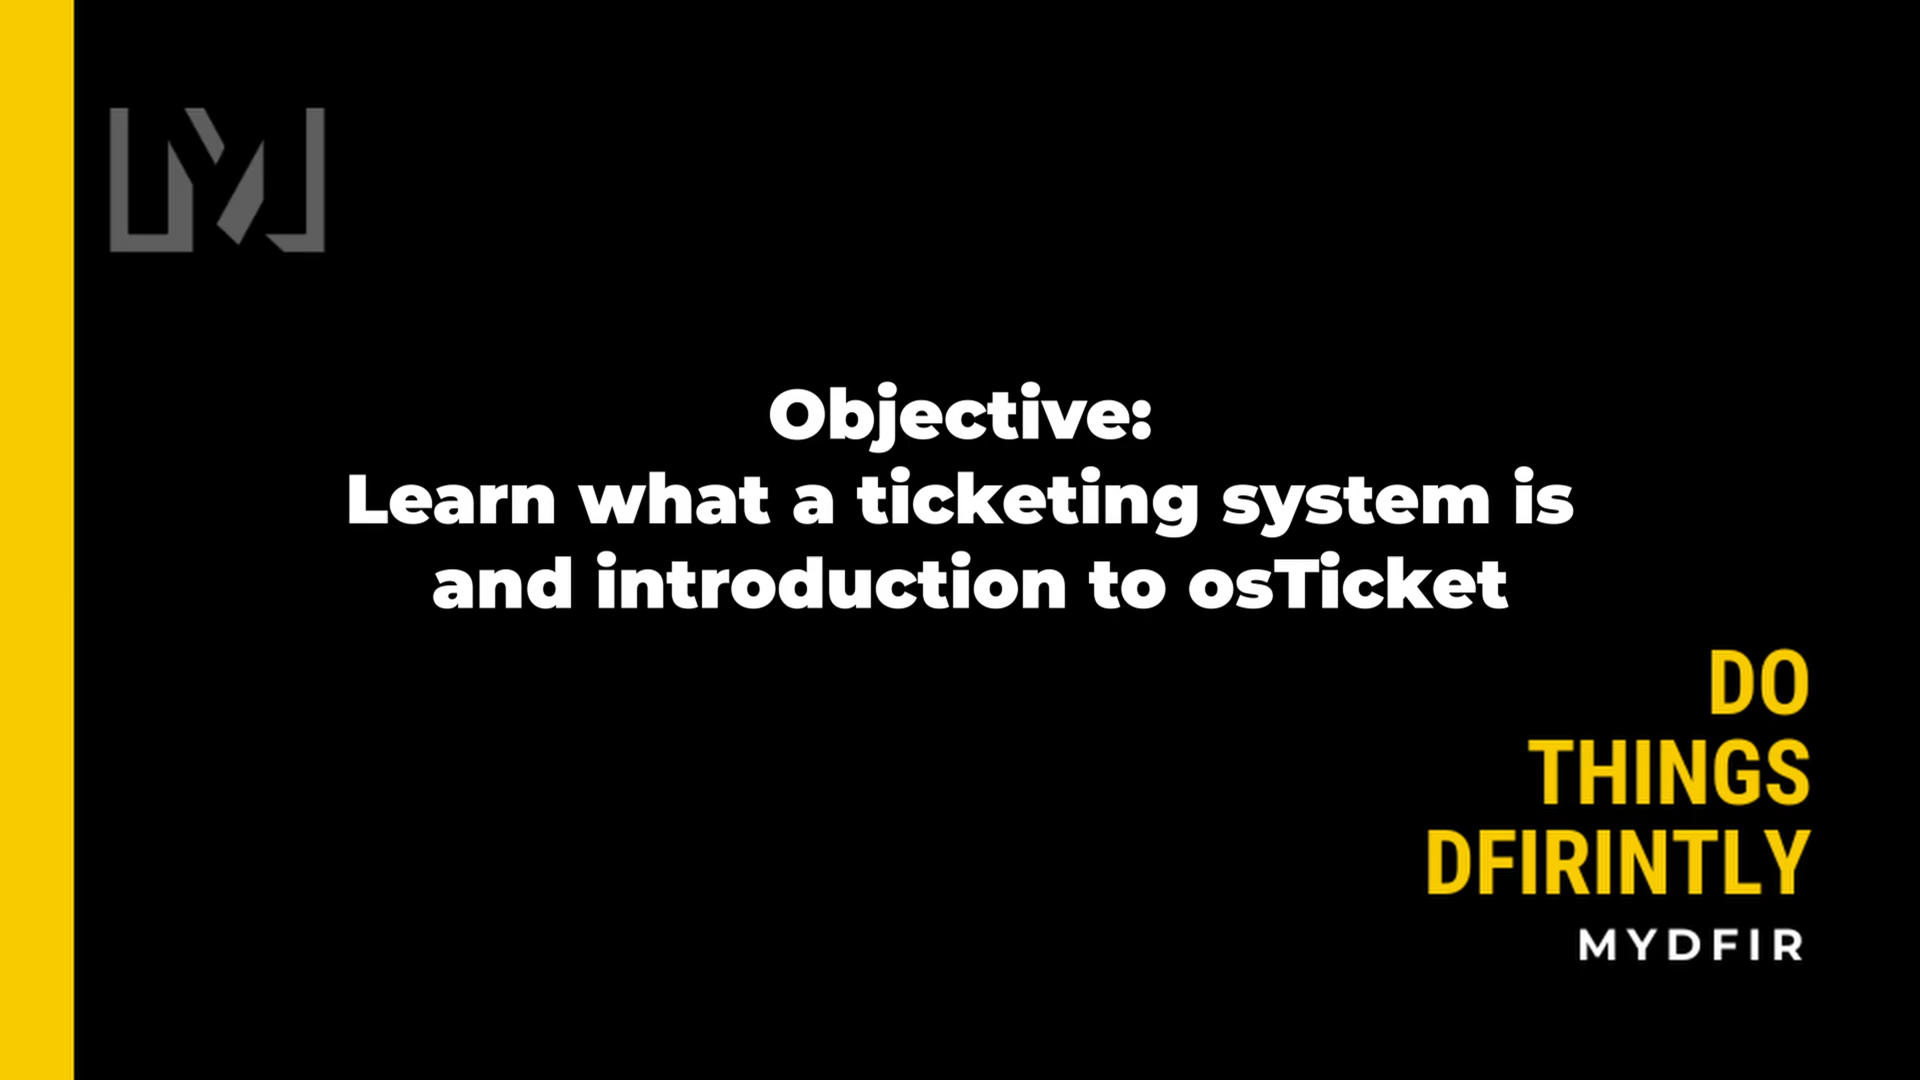 Objective:
Learn what a ticketing system is
and introduction to osTicket
DO
THINGS
DFIRINTLY
MYDFIR